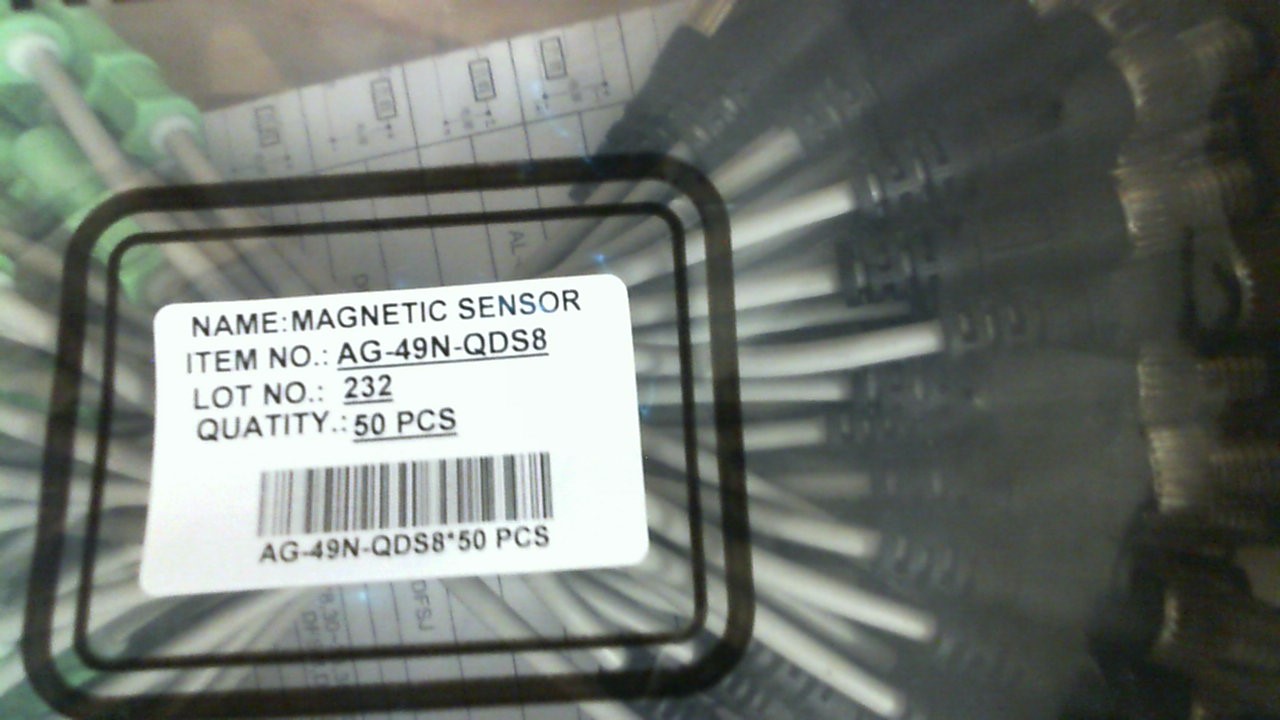 NAME:MAGNETIC SENSOR
ITEM NO.: AG-49N-QDS8
LOT NO.: 232
QUATITY.: 50 PCS
AG-49N-QDS8*50 PCS